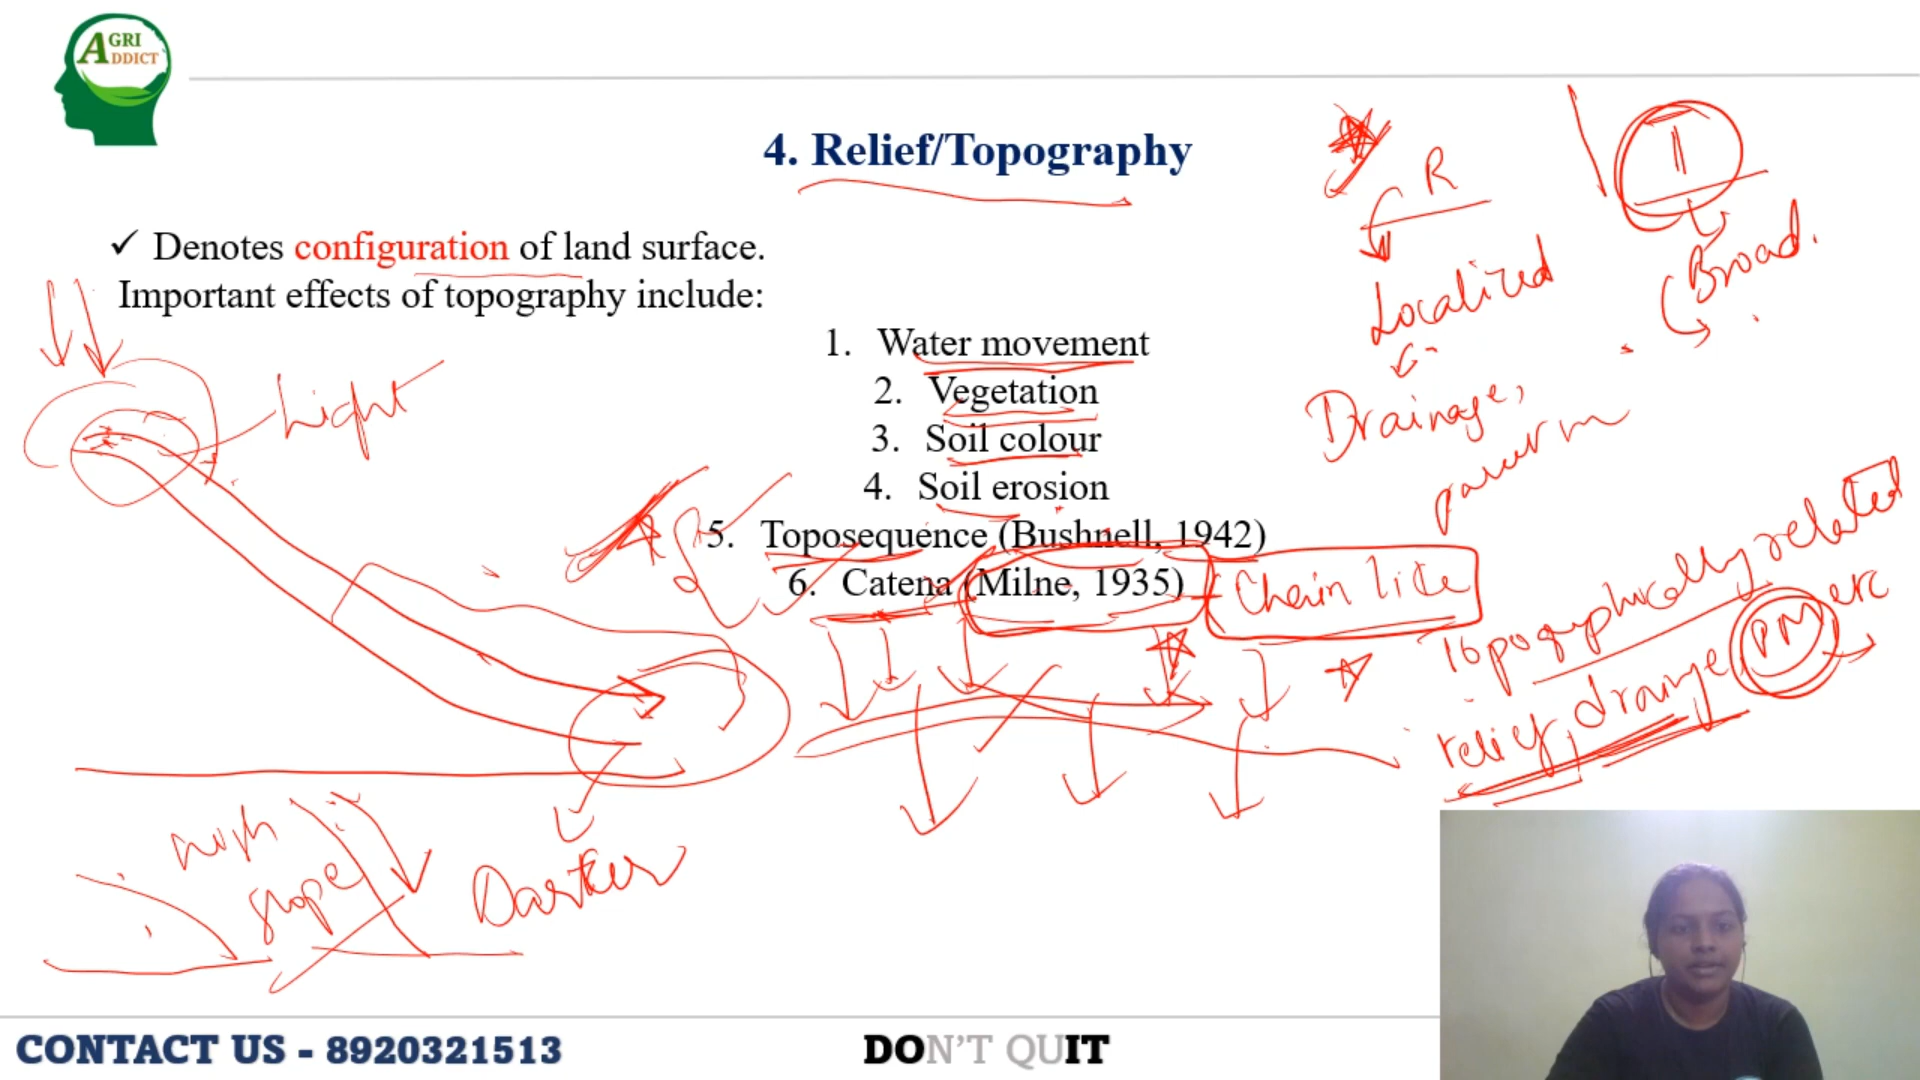 AGRI
ADDICT
4. Relief/Topography
✓ Denotes configuration of land surface.
Important effects of topography include:
1. Water movement
2. Vegetation
3. Soil colour
4. Soil erosion
5. Toposequence (Bushnell, 1942)
6. Catena (Milne, 1935)
R
Localized
Drainage,
Broad.
Light
Chain like
Topographically related
relief, drainage PM etc
high
slope
Darker
CONTACT US - 8920321513
DON'T QUIT